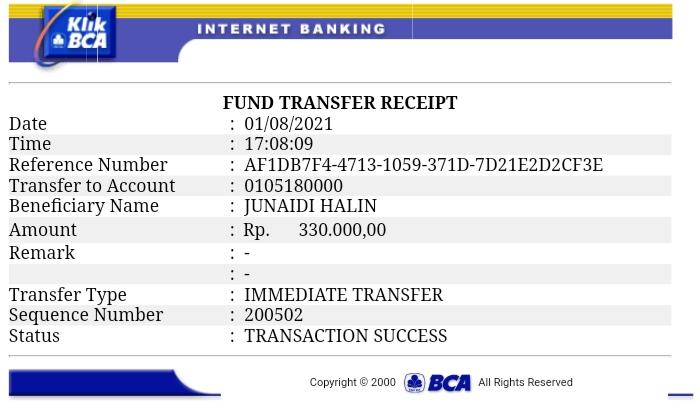 Klik
BCA
INTERNET BANKING
FUND TRANSFER RECEIPT
Date : 01/08/2021
Time : 17:08:09
Reference Number : AF1DB7F4-4713-1059-371D-7D21E2D2CF3E
Transfer to Account : 0105180000
Beneficiary Name : JUNAIDI HALIN
Amount : Rp. 330.000,00
Remark : -
: -
Transfer Type : IMMEDIATE TRANSFER
Sequence Number : 200502
Status : TRANSACTION SUCCESS
Copyright © 2000 BCA All Rights Reserved